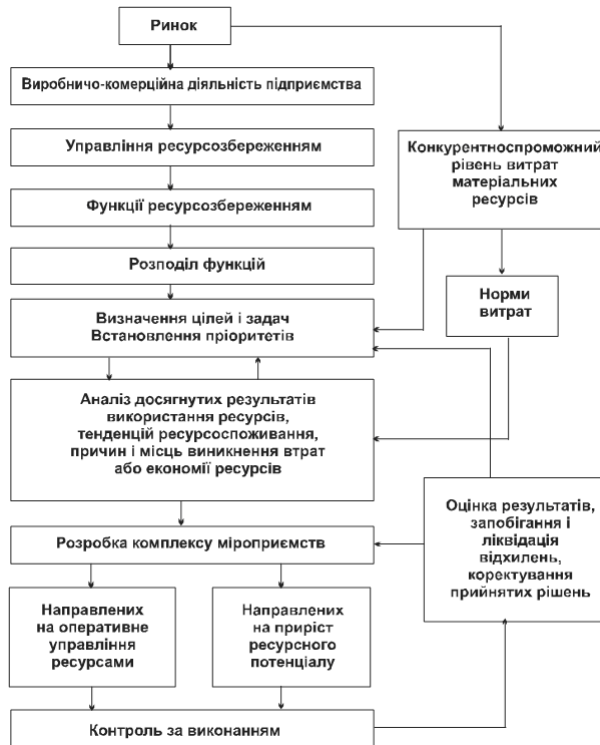 Ринок
Виробничо-комерційна діяльність підприємства
Управління ресурсозбереженням
Конкурентноспроможний
рівень витрат
матеріальних
ресурсів
Функції ресурсозбереженням
Розподіл функцій
Норми
витрат
Визначення цілей і задач
Встановлення пріоритетів
Аналіз досягнутих результатів
використання ресурсів,
тенденцій ресурсоспоживання,
причин і місць виникнення втрат
або економії ресурсів
Оцінка результатів,
запобігання і
ліквідація
відхилень,
коректування
прийнятих рішень
Розробка комплексу міроприємств
Направлених
на оперативне
управління
ресурсами
Направлених
на приріст
ресурсного
потенціалу
Контроль за виконанням